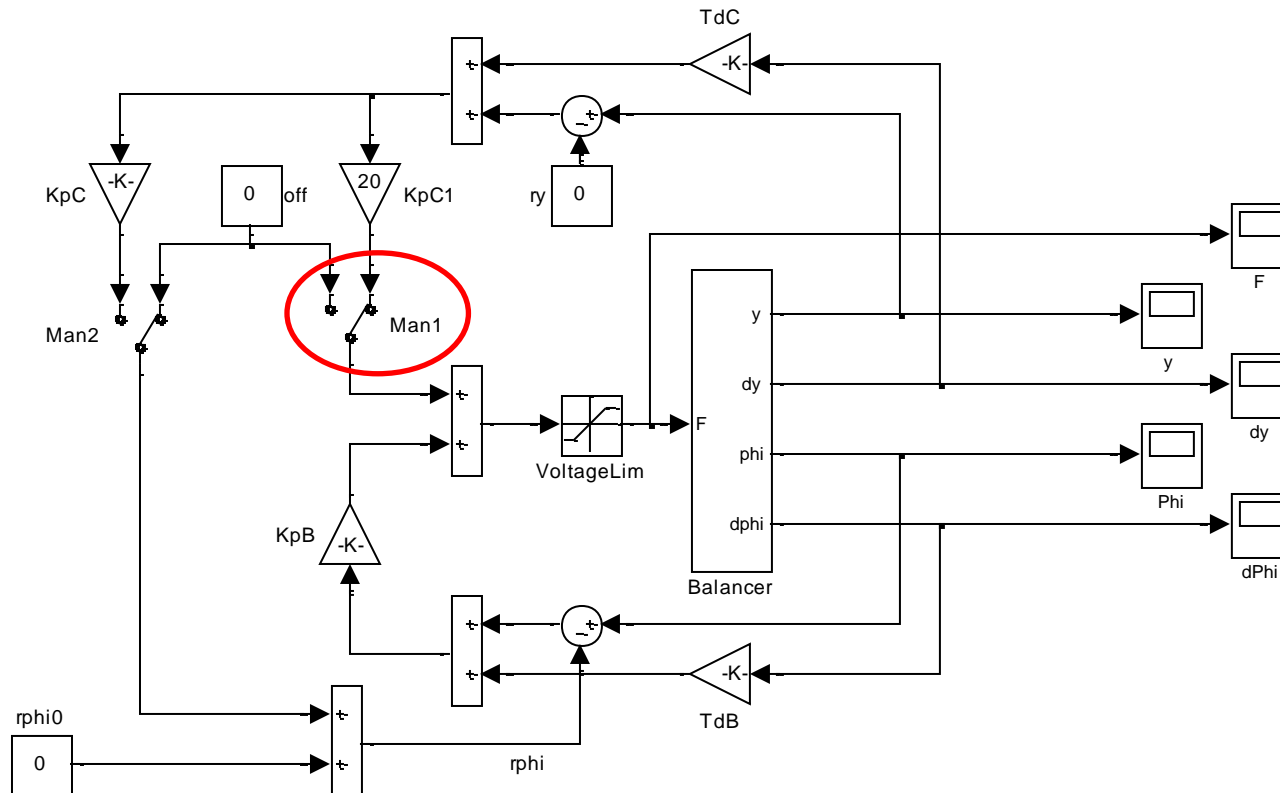 TdC
-K-
+
+
+
-
-K-
KpC
0
off
20
KpC1
ry
0
F
Man2
Man1
y
y
dy
dy
+
+
F
VoltageLim
phi
Phi
dphi
dPhi
KpB
-K-
Balancer
+
+
+
-
-K-
TdB
rphi0
0
+
+
rphi